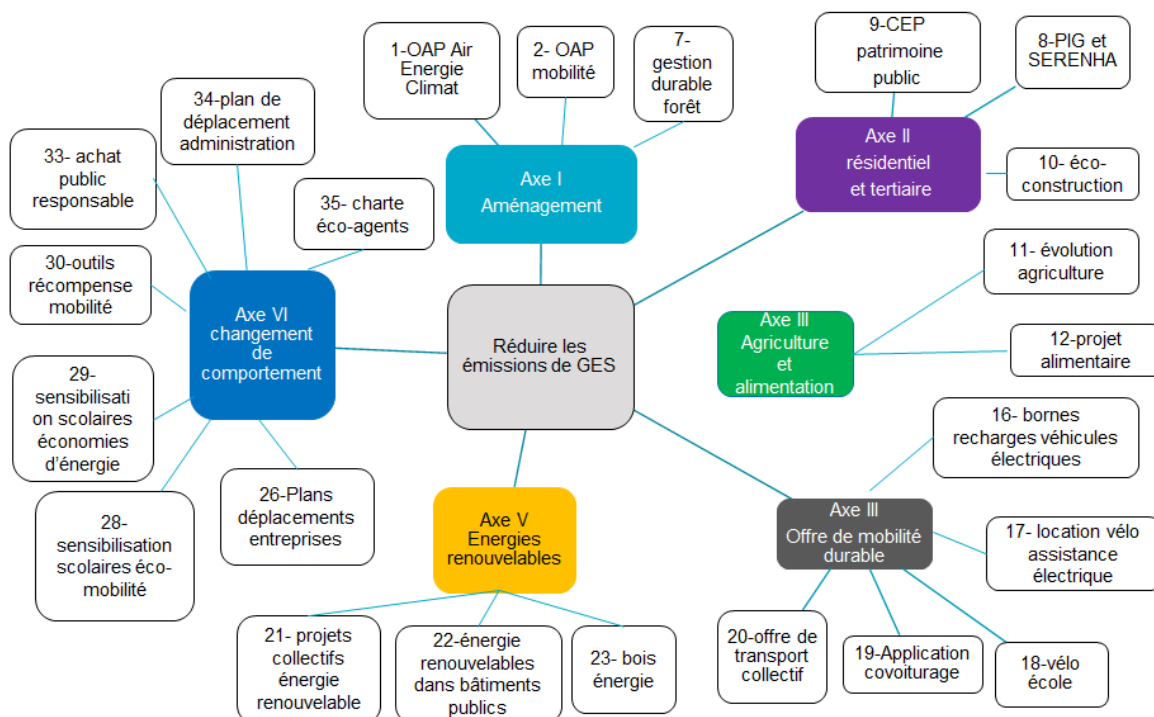 1-OAP Air
Energie
Climat
2- OAP
mobilité
7-
gestion
durable
forêt
9-CEP
patrimoine
public
8-PIG et
SERENHA
34-plan de
déplacement
administration
33- achat
public
responsable
35- charte
éco-agents
Axe I
Aménagement
Axe II
résidentiel
et tertiaire
10- éco-
construction
30-outils
récompense
mobilité
Axe VI
changement
de
comportement
Réduire les
émissions de GES
Axe III
Agriculture
et
alimentation
11- évolution
agriculture
12-projet
alimentaire
29-
sensibilisati
on scolaires
économies
d'énergie
28-
sensibilisation
scolaires éco-
mobilité
26-Plans
déplacements
entreprises
Axe V
Energies
renouvelables
Axe III
Offre de mobilité
durable
16- bornes
recharges véhicules
électriques
17- location vélo
assistance
électrique
21- projets
collectifs
énergie
renouvelable
22-énergie
renouvelables
dans bâtiments
publics
23- bois
énergie
20-offre de
transport
collectif
19-Application
covoiturage
18-vélo
école